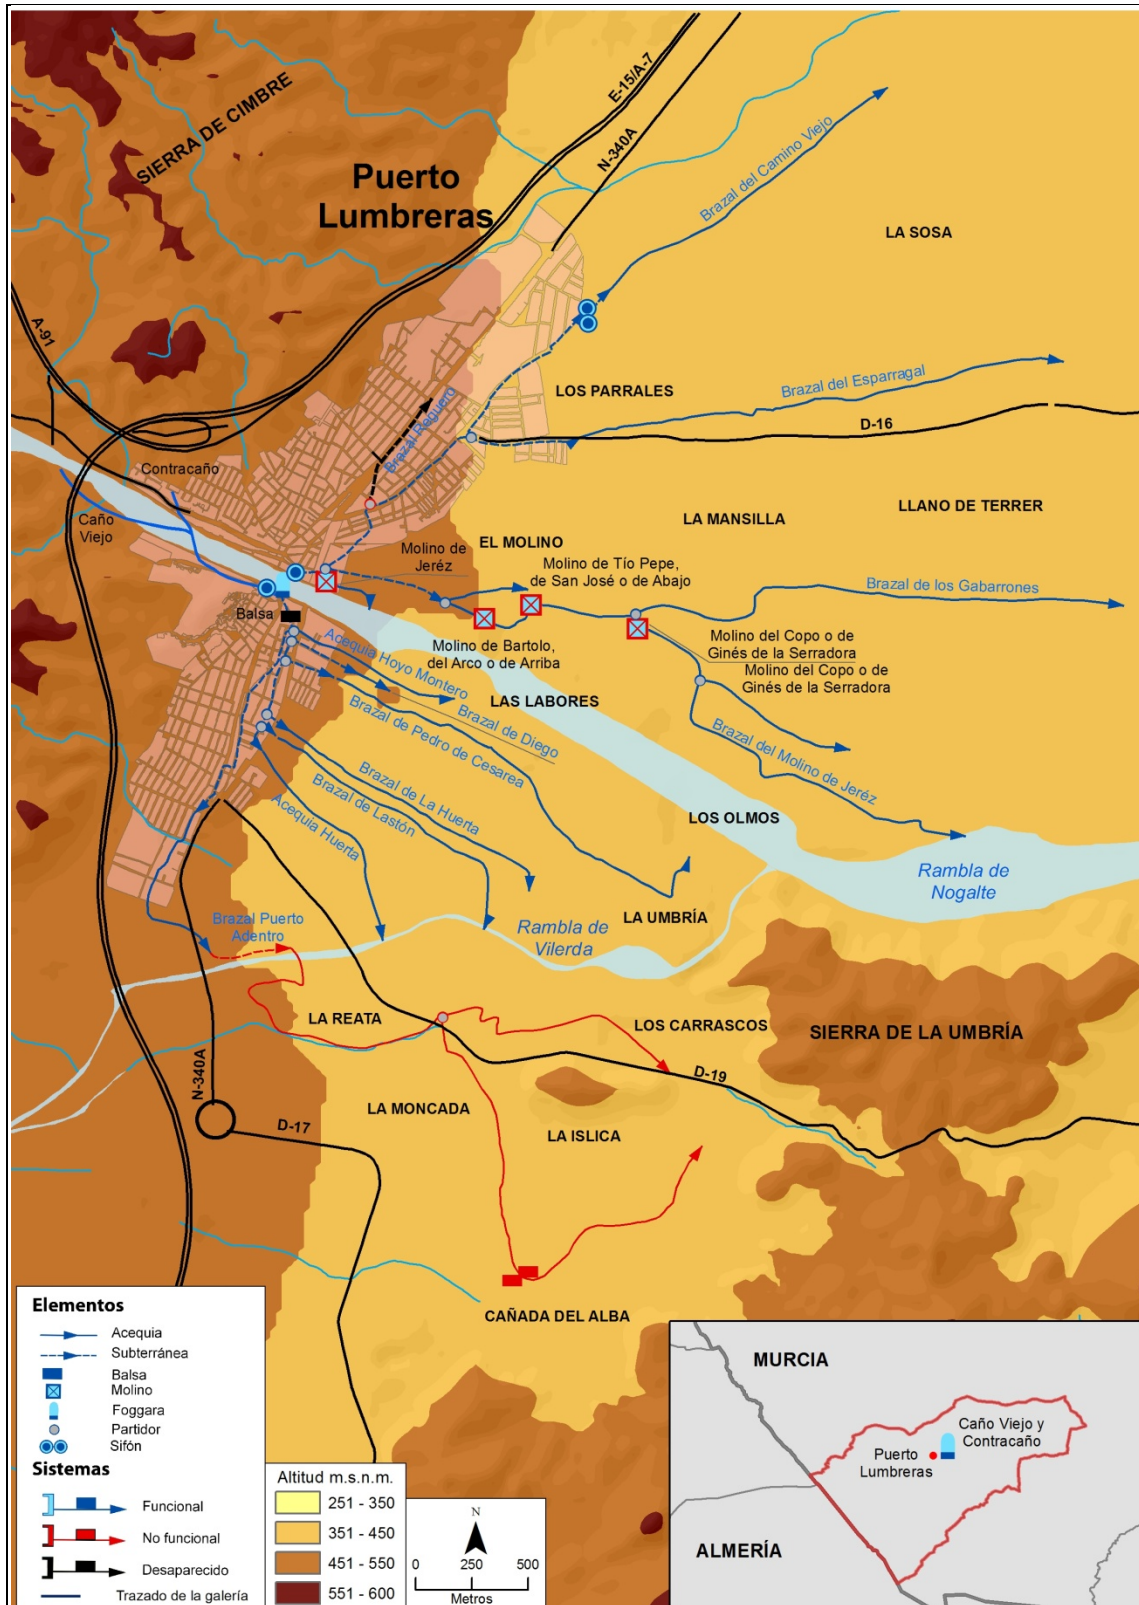 SIERRA DE CIMBRE
Puerto
Lumbreras
E-15/A-7
N-340A
Brazal del Camino Viejo
LA SOSA
A-91
LOS PARRALES
Brazal del Esparragal
D-16
Brazal Reguero
Contracaño
Caño
Viejo
LA MANSILLA
LLANO DE TERRER
EL MOLINO
Molino de
Jeréz
Molino de Tío Pepe,
de San José o de Abajo
Brazal de los Gabarrones
Balsa
Molino de Bartolo,
del Arco o de Arriba
Molino del Copo o de
Ginés de la Serradora
Molino del Copo o de
Ginés de la Serradora
Acequia Hoyo Montero
LAS LABORES
Brazal de Diego
Brazal de Pedro de Cesarea
Brazal del Molino de Jeréz
Brazal de La Huerta
Brazal de Lastón
Acequia Huerta
LOS OLMOS
Rambla de
Nogalte
LA UMBRÍA
Rambla de
Vilerda
Brazal Puerto
Adentro
LA REATA
LOS CARRASCOS
SIERRA DE LA UMBRÍA
N-340A
D-19
LA MONCADA
D-17
LA ISLICA
CAÑADA DEL ALBA
Elementos
Acequia
Subterránea
Balsa
Molino
Foggara
Partidor
Sifón
Sistemas
Funcional
No funcional
Desaparecido
Trazado de la galería
Altitud m.s.n.m.
251 - 350
351 - 450
451 - 550
551 - 600
N
0 250 500
Metros
MURCIA
Caño Viejo y
Contracaño
Puerto
Lumbreras
ALMERÍA